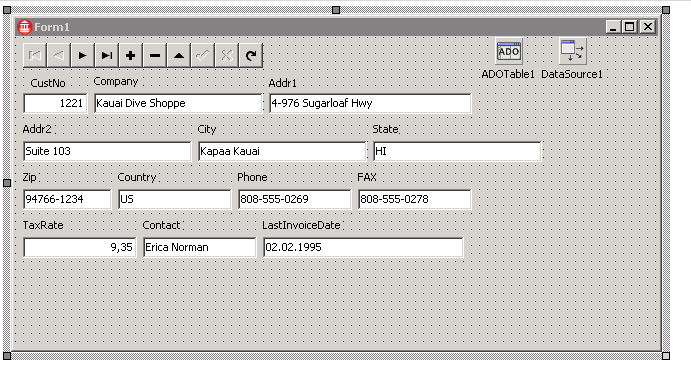 Form1
ADO
ADOTable1 DataSource1
CustNo Company Addr1
1221 Kauai Dive Shoppe 4-976 Sugarloaf Hwy
Addr2 City State
Suite 103 Kapaa Kauai HI
Zip Country Phone FAX
94766-1234 US 808-555-0269 808-555-0278
TaxRate Contact LastInvoiceDate
9,35 Erica Norman 02.02.1995